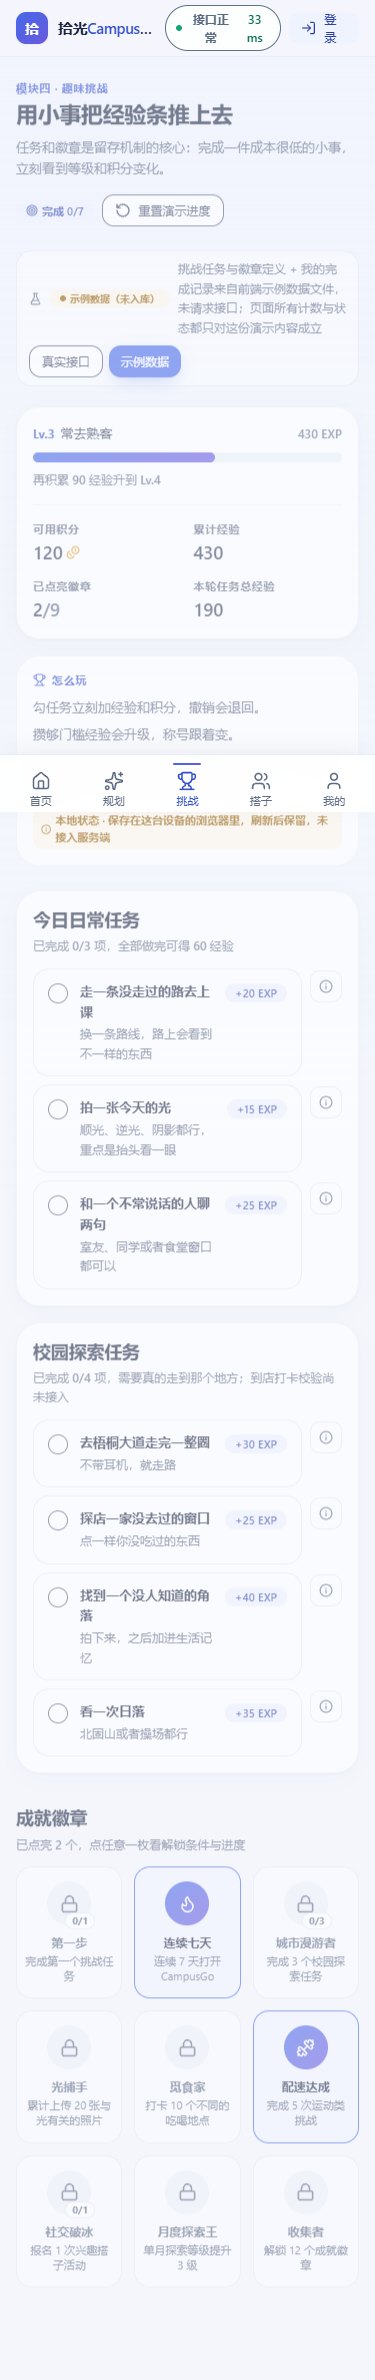 拾
拾光Campus...
接口正常
33 ms
登录
模块四 · 趣味挑战
用小事把经验条推上去
任务和徽章是留存机制的核心：完成一件成本很低的小事，
立刻看到等级和积分变化。
完成 0/7
重置演示进度
示例数据（未入库）
挑战任务与徽章定义 + 我的完
成记录来自前端示例数据文件，
未请求接口；页面所有计数与状
态都只对这份演示内容成立
真实接口
示例数据
Lv.3 常去熟客
430 EXP
再积累 90 经验升到 Lv.4
可用积分
120
累计经验
430
已点亮徽章
2/9
本轮任务总经验
190
怎么玩
勾任务立刻加经验和积分，撤销会退回。
攒够门槛经验会升级，称号跟着变。
首页
规划
挑战
搭子
我的
本地状态 · 保存在这台设备的浏览器里，刷新后保留，未
接入服务端
今日日常任务
已完成 0/3 项，全部做完可得 60 经验
走一条没走过的路去上
课
+20 EXP
换一条路线，路上会看到
不一样的东西
拍一张今天的光
+15 EXP
顺光、逆光、阴影都行，
重点是抬头看一眼
和一个不常说话的人聊
两句
+25 EXP
室友、同学或者食堂窗口
都可以
校园探索任务
已完成 0/4 项，需要真的走到那个地方；到店打卡校验尚
未接入
去梧桐大道走完一整圈
+30 EXP
不带耳机，就走路
探店一家没去过的窗口
+25 EXP
点一样你没吃过的东西
找到一个没人知道的角
落
+40 EXP
拍下来，之后加进生活记
忆
看一次日落
+35 EXP
北固山或者操场都行
成就徽章
已点亮 2 个，点任意一枚看解锁条件与进度
0/1
第一步
完成第一个挑战任
务
连续七天
连续 7 天打开
CampusGo
0/3
城市漫游者
完成 3 个校园探
索任务
光捕手
累计上传 20 张与
光有关的照片
觅食家
打卡 10 个不同的
吃喝地点
配速达成
完成 5 次运动类
挑战
0/1
社交破冰
报名 1 次兴趣搭
子活动
月度探索王
单月探索等级提升
3 级
收集者
解锁 12 个成就徽
章